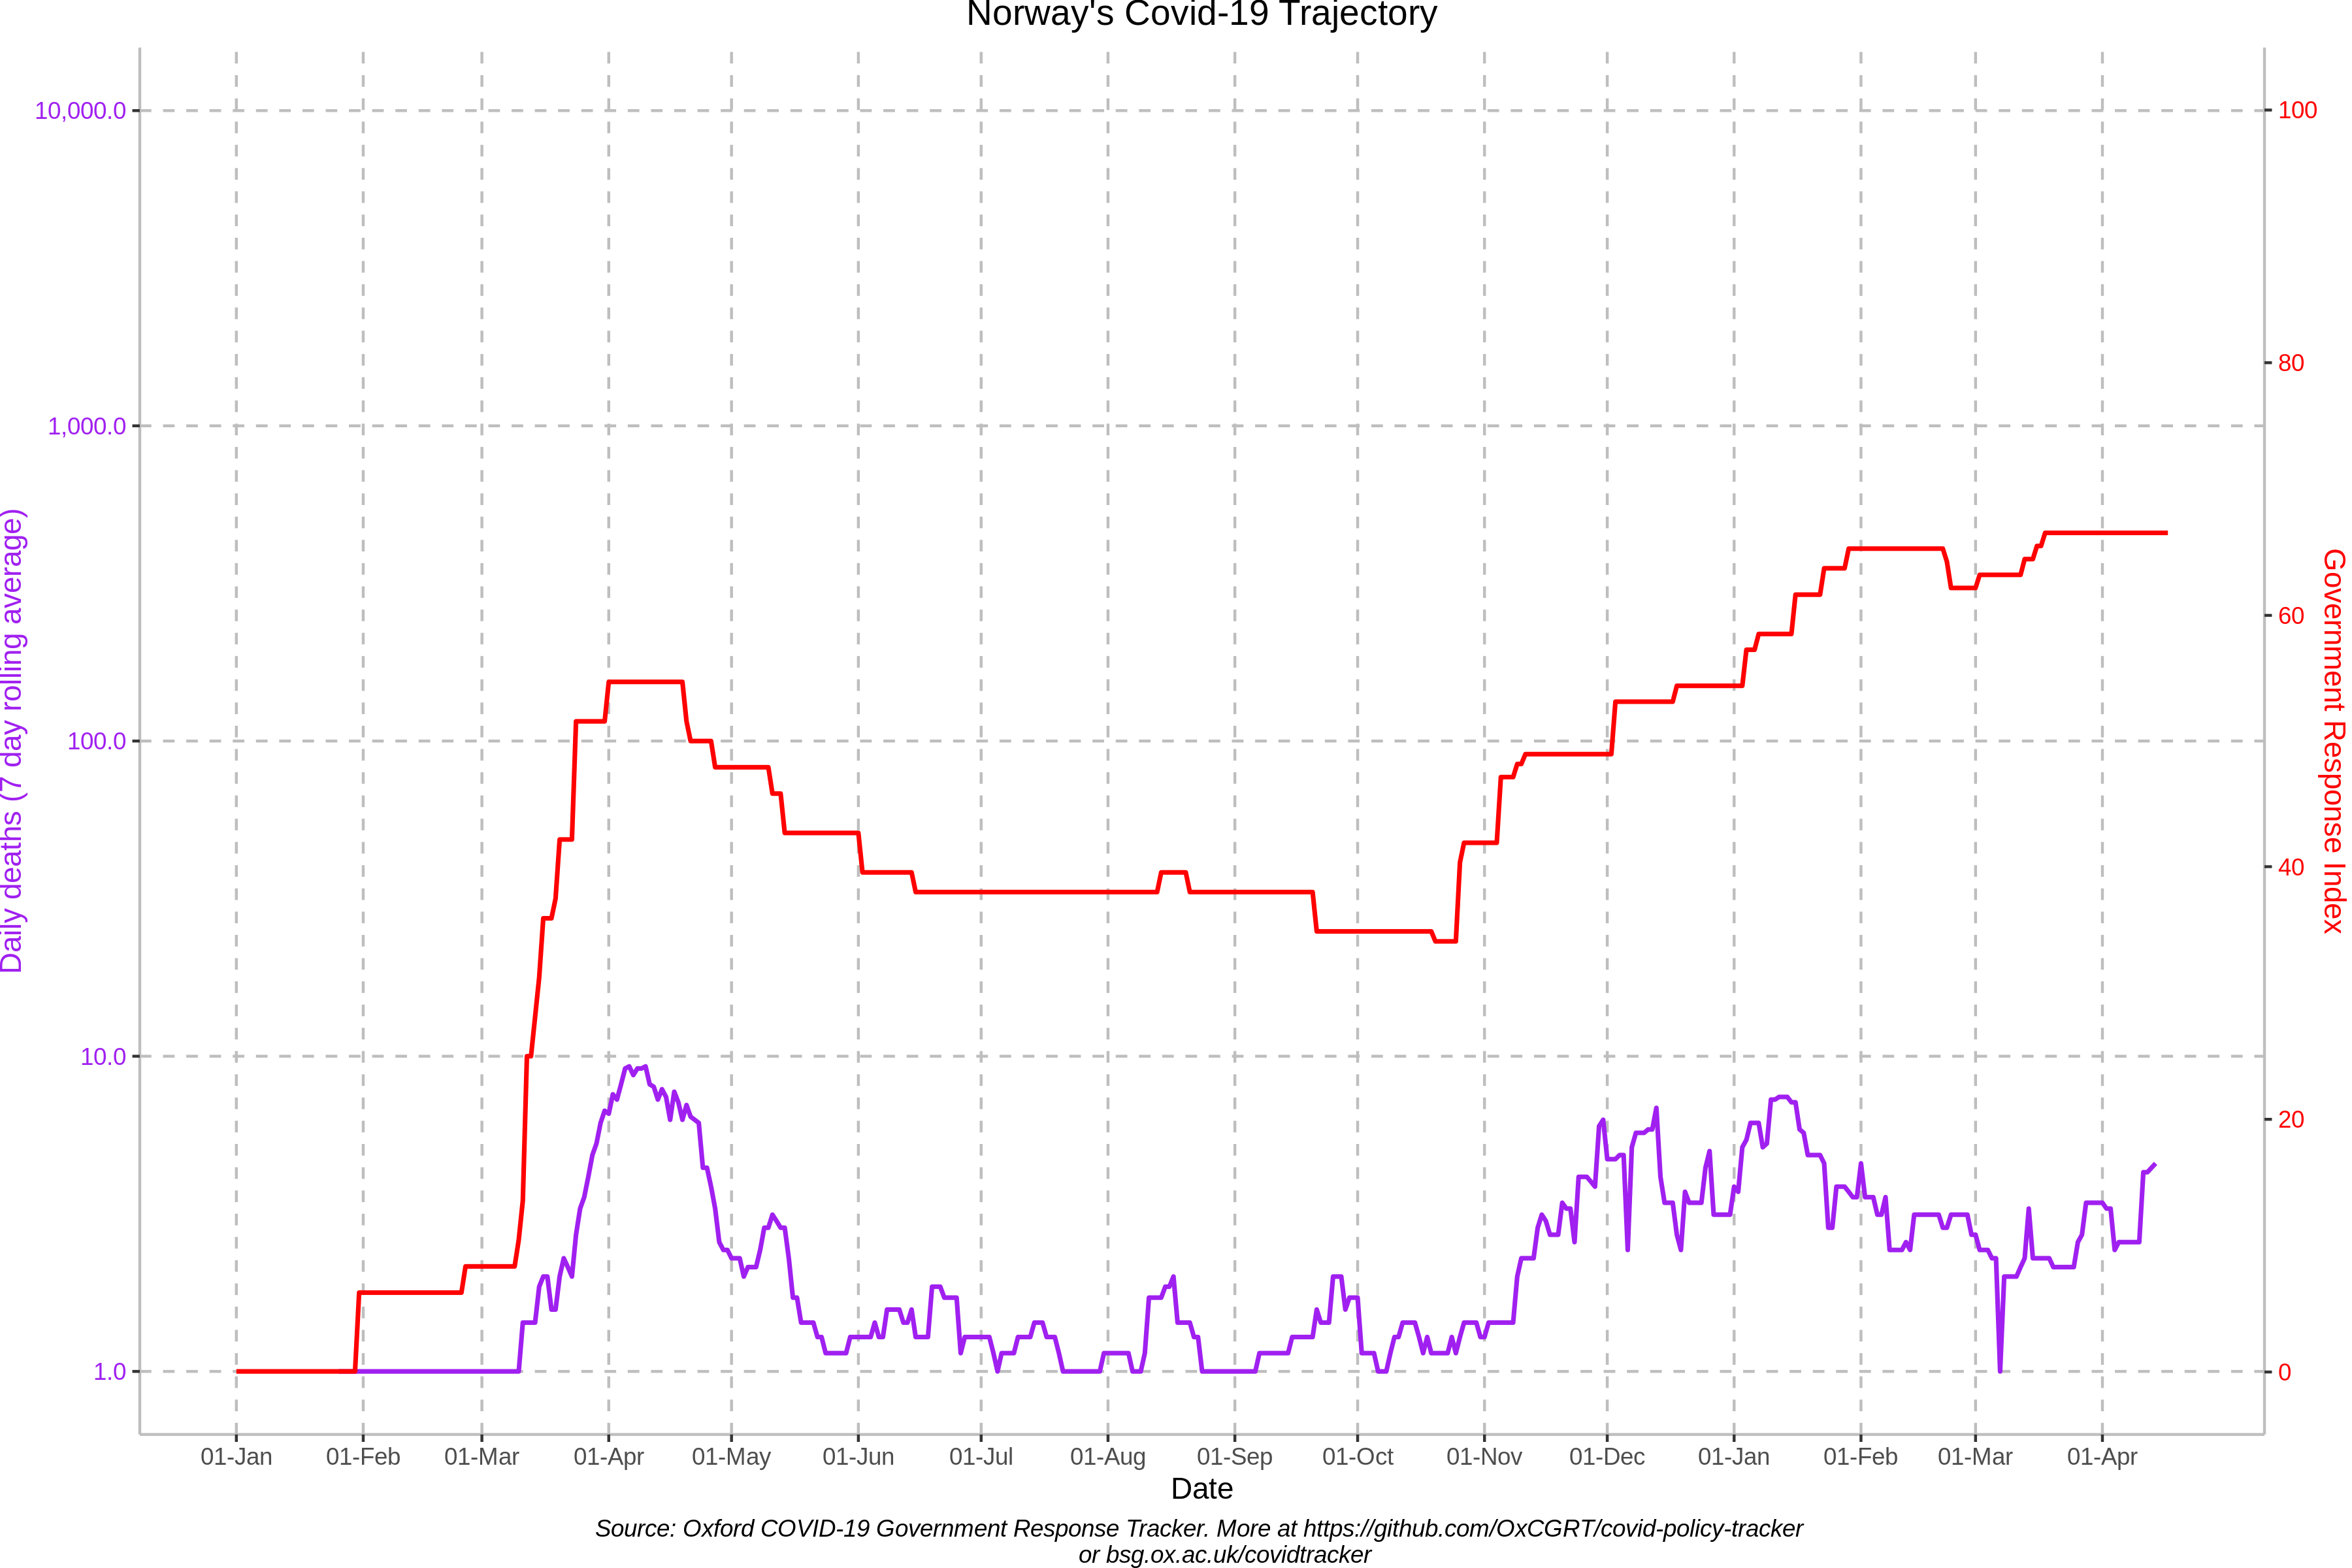 Norway's Covid-19 Trajectory
10,000.0
1,000.0
100.0
10.0
1.0
Daily deaths (7 day rolling average)
100
80
60
40
20
0
Government Response Index
01-Jan 01-Feb 01-Mar 01-Apr 01-May 01-Jun 01-Jul 01-Aug 01-Sep 01-Oct 01-Nov 01-Dec 01-Jan 01-Feb 01-Mar 01-Apr
Date
Source: Oxford COVID-19 Government Response Tracker. More at https://github.com/OxCGRT/covid-policy-tracker
or bsg.ox.ac.uk/covidtracker